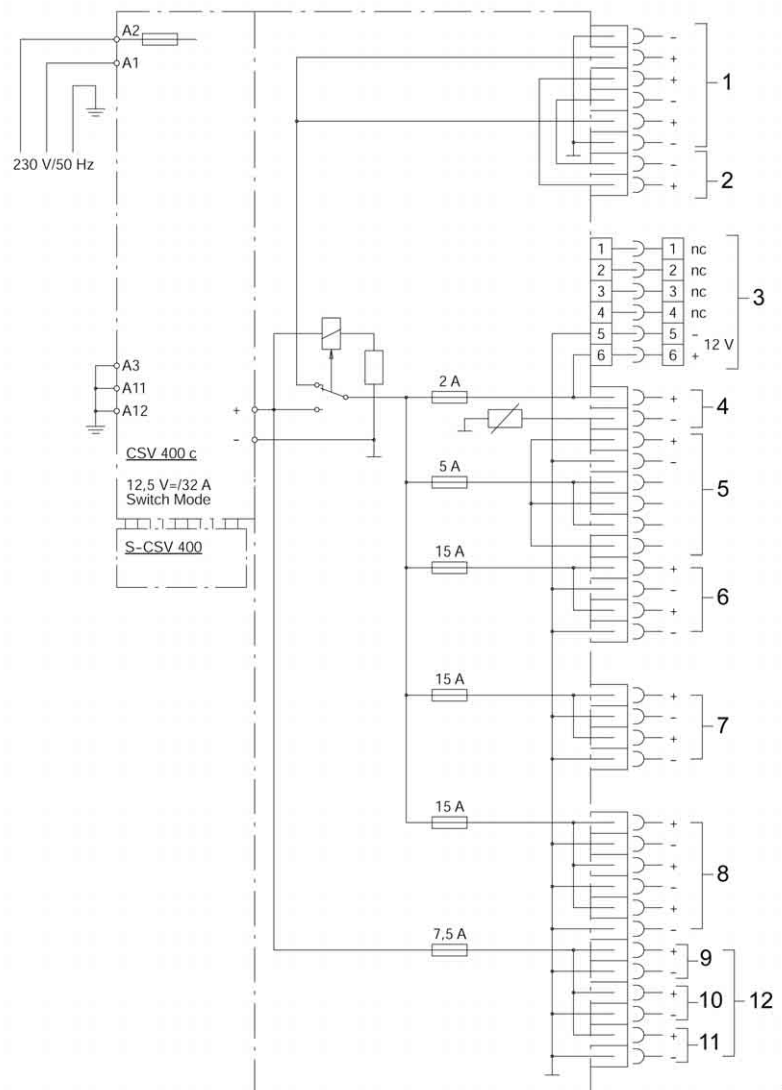 A2
A1
230 V/50 Hz
-
+
+
-
+
-
1
-
+
2
1 1 nc
2 2 nc
3 3 nc
4 4 nc
5 5 -
12 V
6 6 +
3
A3
A11
A12
+
-
CSV 400 c
12,5 V=/32 A
Switch Mode
S-CSV 400
2 A
+
-
4
+
-
5
5 A
15 A
+
-
+
-
6
15 A
+
-
+
-
7
15 A
+
-
+
-
+
-
8
7,5 A
+
-
9
+
-
10
+
-
11
12